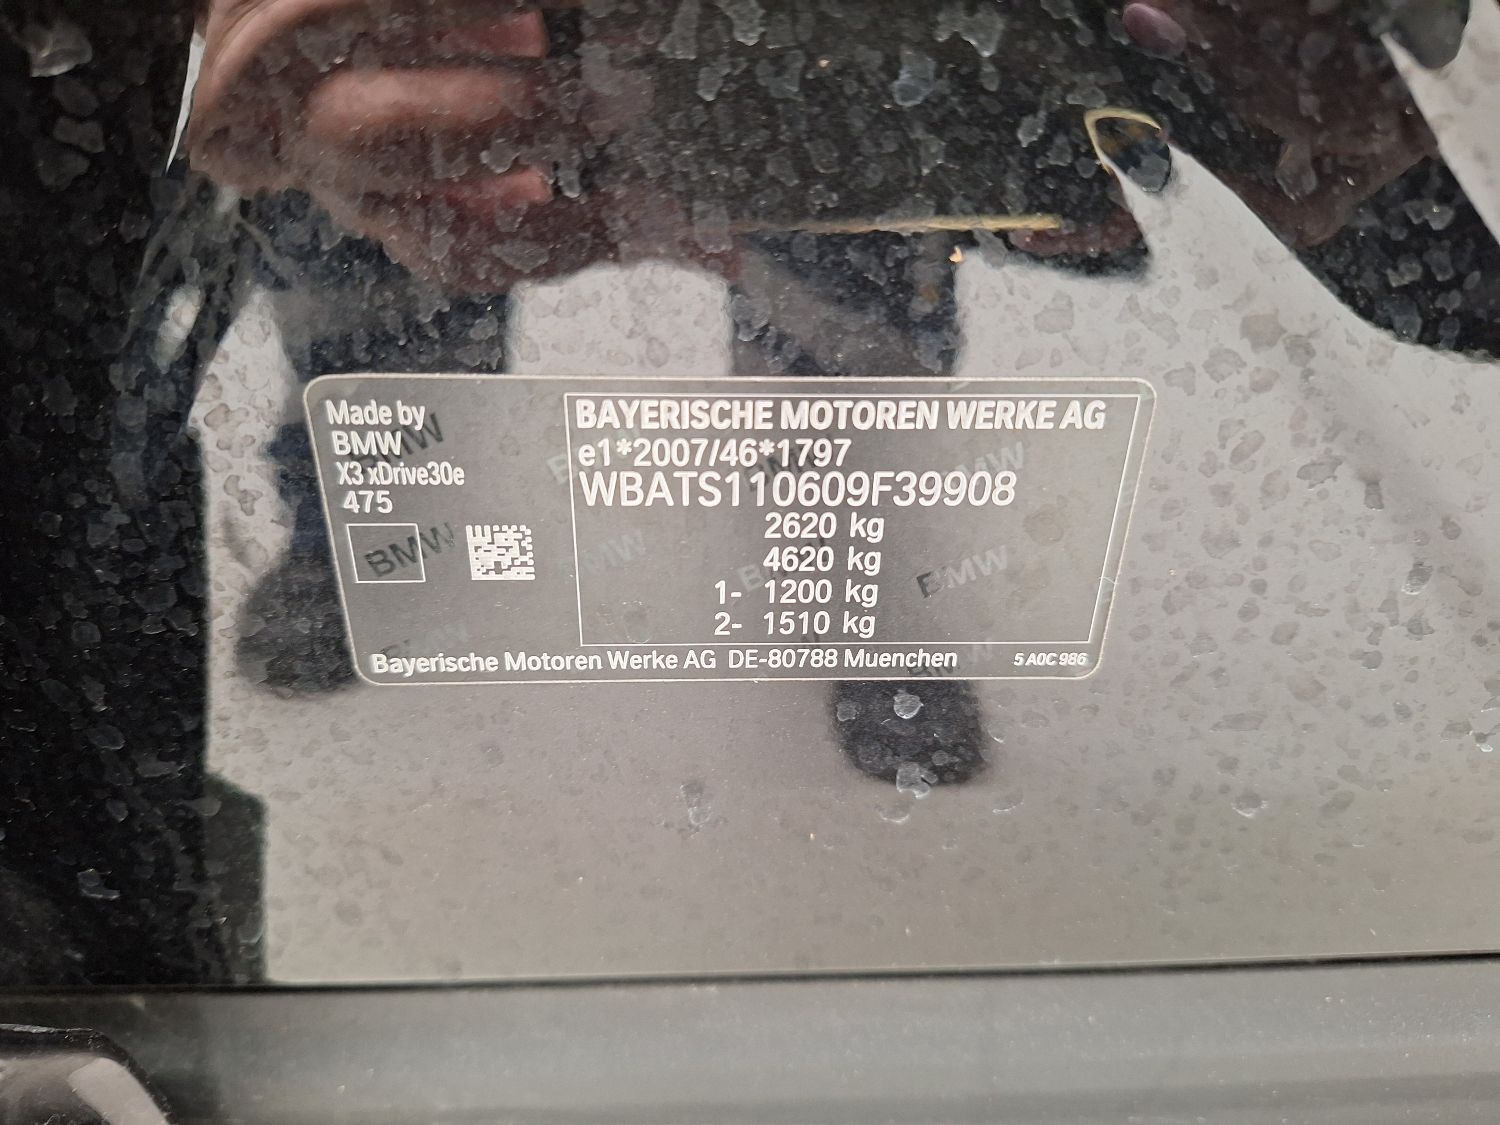 Made by
BMW
X3 xDrive30e
475
BMW
BAYERISCHE MOTOREN WERKE AG
e1*2007/46*1797
WBATS110609F39908
2620 kg
4620 kg
1- 1200 kg
2- 1510 kg
Bayerische Motoren Werke AG DE-80788 Muenchen 5 A0C 986